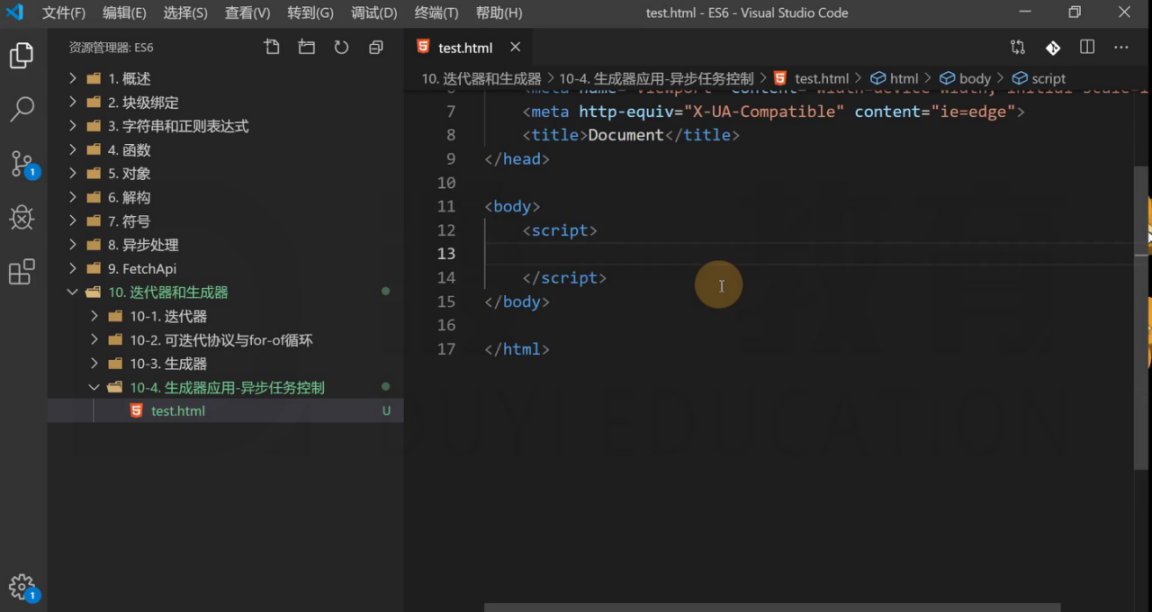 文件(F) 编辑(E) 选择(S) 查看(V) 转到(G) 调试(D) 终端(T) 帮助(H) test.html - ES6 - Visual Studio Code
资源管理器: ES6
1. 概述
2. 块级绑定
3. 字符串和正则表达式
4. 函数
5. 对象
6. 解构
7. 符号
8. 异步处理
9. FetchApi
10. 迭代器和生成器
10-1. 迭代器
10-2. 可迭代协议与for-of循环
10-3. 生成器
10-4. 生成器应用-异步任务控制
test.html U
1
1
test.html
10. 迭代器和生成器 > 10-4. 生成器应用-异步任务控制 > test.html > html > body > script
6 <meta name="viewport" content="width=device-width, initial-scale=1
7 <meta http-equiv="X-UA-Compatible" content="ie=edge">
8 <title>Document</title>
9 </head>
10
11 <body>
12 <script>
13
14 </script>
15 </body>
16
17 </html>
DUYI EDUCATION